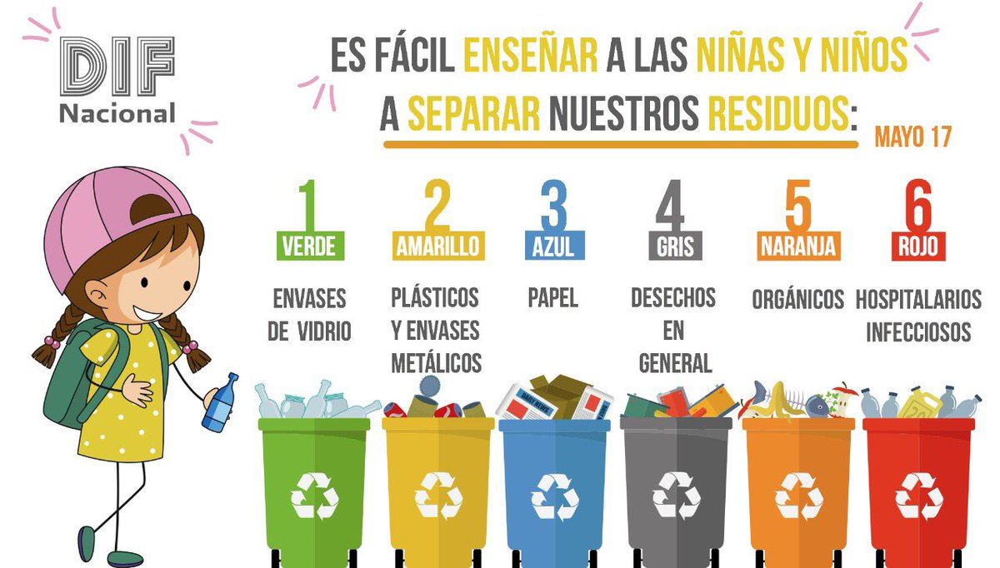 DIF
Nacional
ES FÁCIL ENSEÑAR A LAS NIÑAS Y NIÑOS
A SEPARAR NUESTROS RESIDUOS:
MAYO 17
1
VERDE
ENVASES
DE VIDRIO
2
AMARILLO
PLÁSTICOS
Y ENVASES
METÁLICOS
3
AZUL
PAPEL
4
GRIS
DESECHOS
EN
GENERAL
5
NARANJA
ORGÁNICOS
6
ROJO
HOSPITALARIOS
INFECCIOSOS
DAILY NEWS